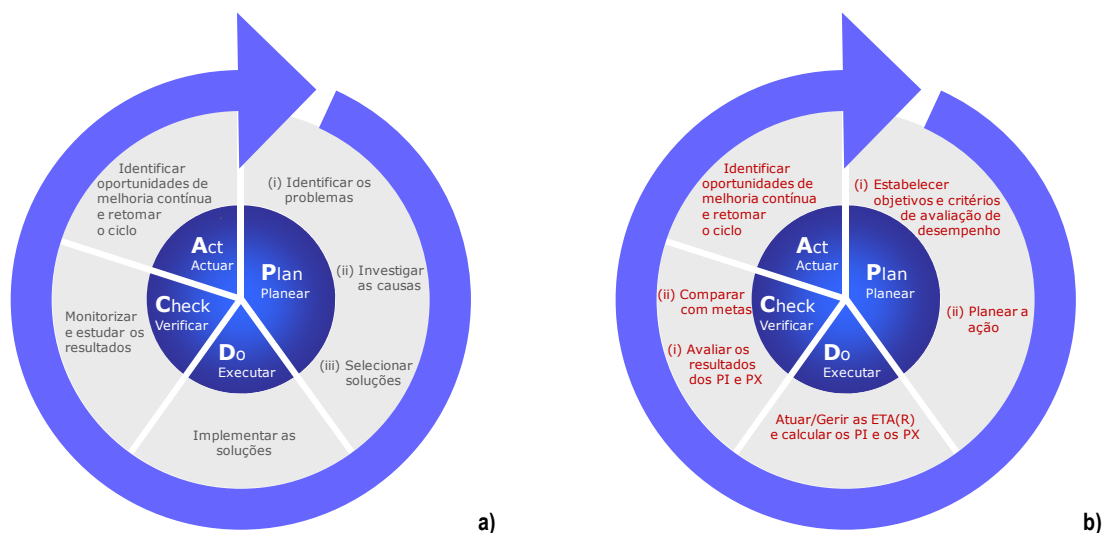 Identificar
oportunidades de
melhoria contínua
e retomar
o ciclo
(i) Identificar os
problemas
(ii) Investigar
as causas
(iii) Selecionar
soluções
Implementar as
soluções
Monitorizar
e estudar os
resultados
Act
Actuar
Plan
Planear
Check
Verificar
Do
Executar
a)
Identificar
oportunidades de
melhoria contínua
e retomar
o ciclo
(i) Estabelecer
objetivos e critérios
de avaliação de
desempenho
(ii) Planear a
ação
Atuar/Gerir as ETA(R)
e calcular os PI e os PX
(ii) Comparar
com metas
(i) Avaliar os
resultados
dos PI e PX
Act
Actuar
Plan
Planear
Check
Verificar
Do
Executar
b)